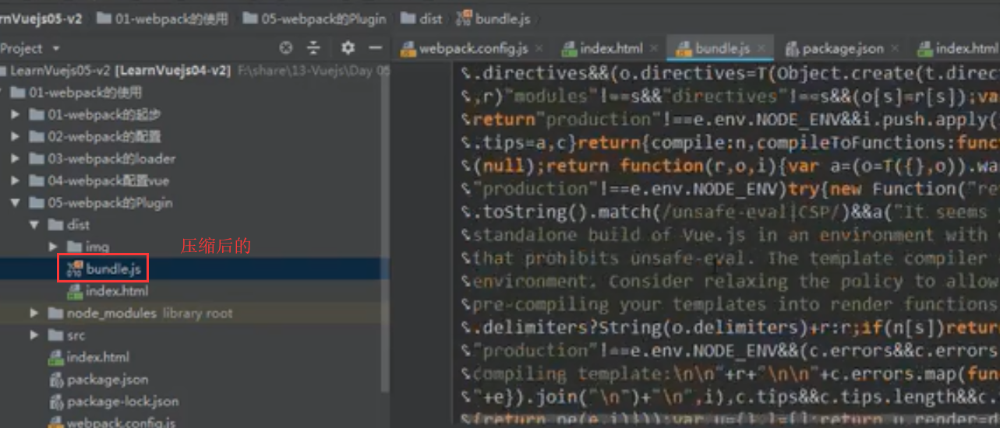 rnVuejs05-v2 01-webpack的使用 05-webpack的Plugin dist bundle.js
Project
webpack.config.js index.html bundle.js package.json index.html
LearnVuejs05-v2 [LearnVuejs04-v2] F:\share\13-Vuejs\Day 05
01-webpack的使用
01-webpack的起步
02-webpack的配置
03-webpack的loader
04-webpack配置vue
05-webpack的Plugin
dist
img
压缩后的
bundle.js
index.html
node_modules library root
src
index.html
package.json
package-lock.json
webpack.config.js
.directives&&(o.directives=T(Object.create(t.direc
,r)"modules"!==s&&"directives"!==s&&(o[s]=r[s]);va
return"production"!==e.env.NODE_ENV&&i.push.apply(
.tips=a,c}return{compile:n,compileToFunctions:func
(null);return function(r,o,i){var a=(o=T({},o)).wa
"production"!==e.env.NODE_ENV)try{new Function("re
.toString().match(/unsafe-eval|CSP/)&&a("It seems
standalone build of Vue.js in an environment with
that prohibits unsafe-eval. The template compiler
environment. Consider relaxing the policy to allow
pre-compiling your templates into render functions
.delimiters?String(o.delimiters)+r:r;if(n[s])retur
"production"!==e.env.NODE_ENV&&(c.errors&&c.errors
compiling template:\n\n"+r+"\n\n"+c.errors.map(fun
"+e}).join("\n")+"\n",i),c.tips&&c.tips.length&&c.